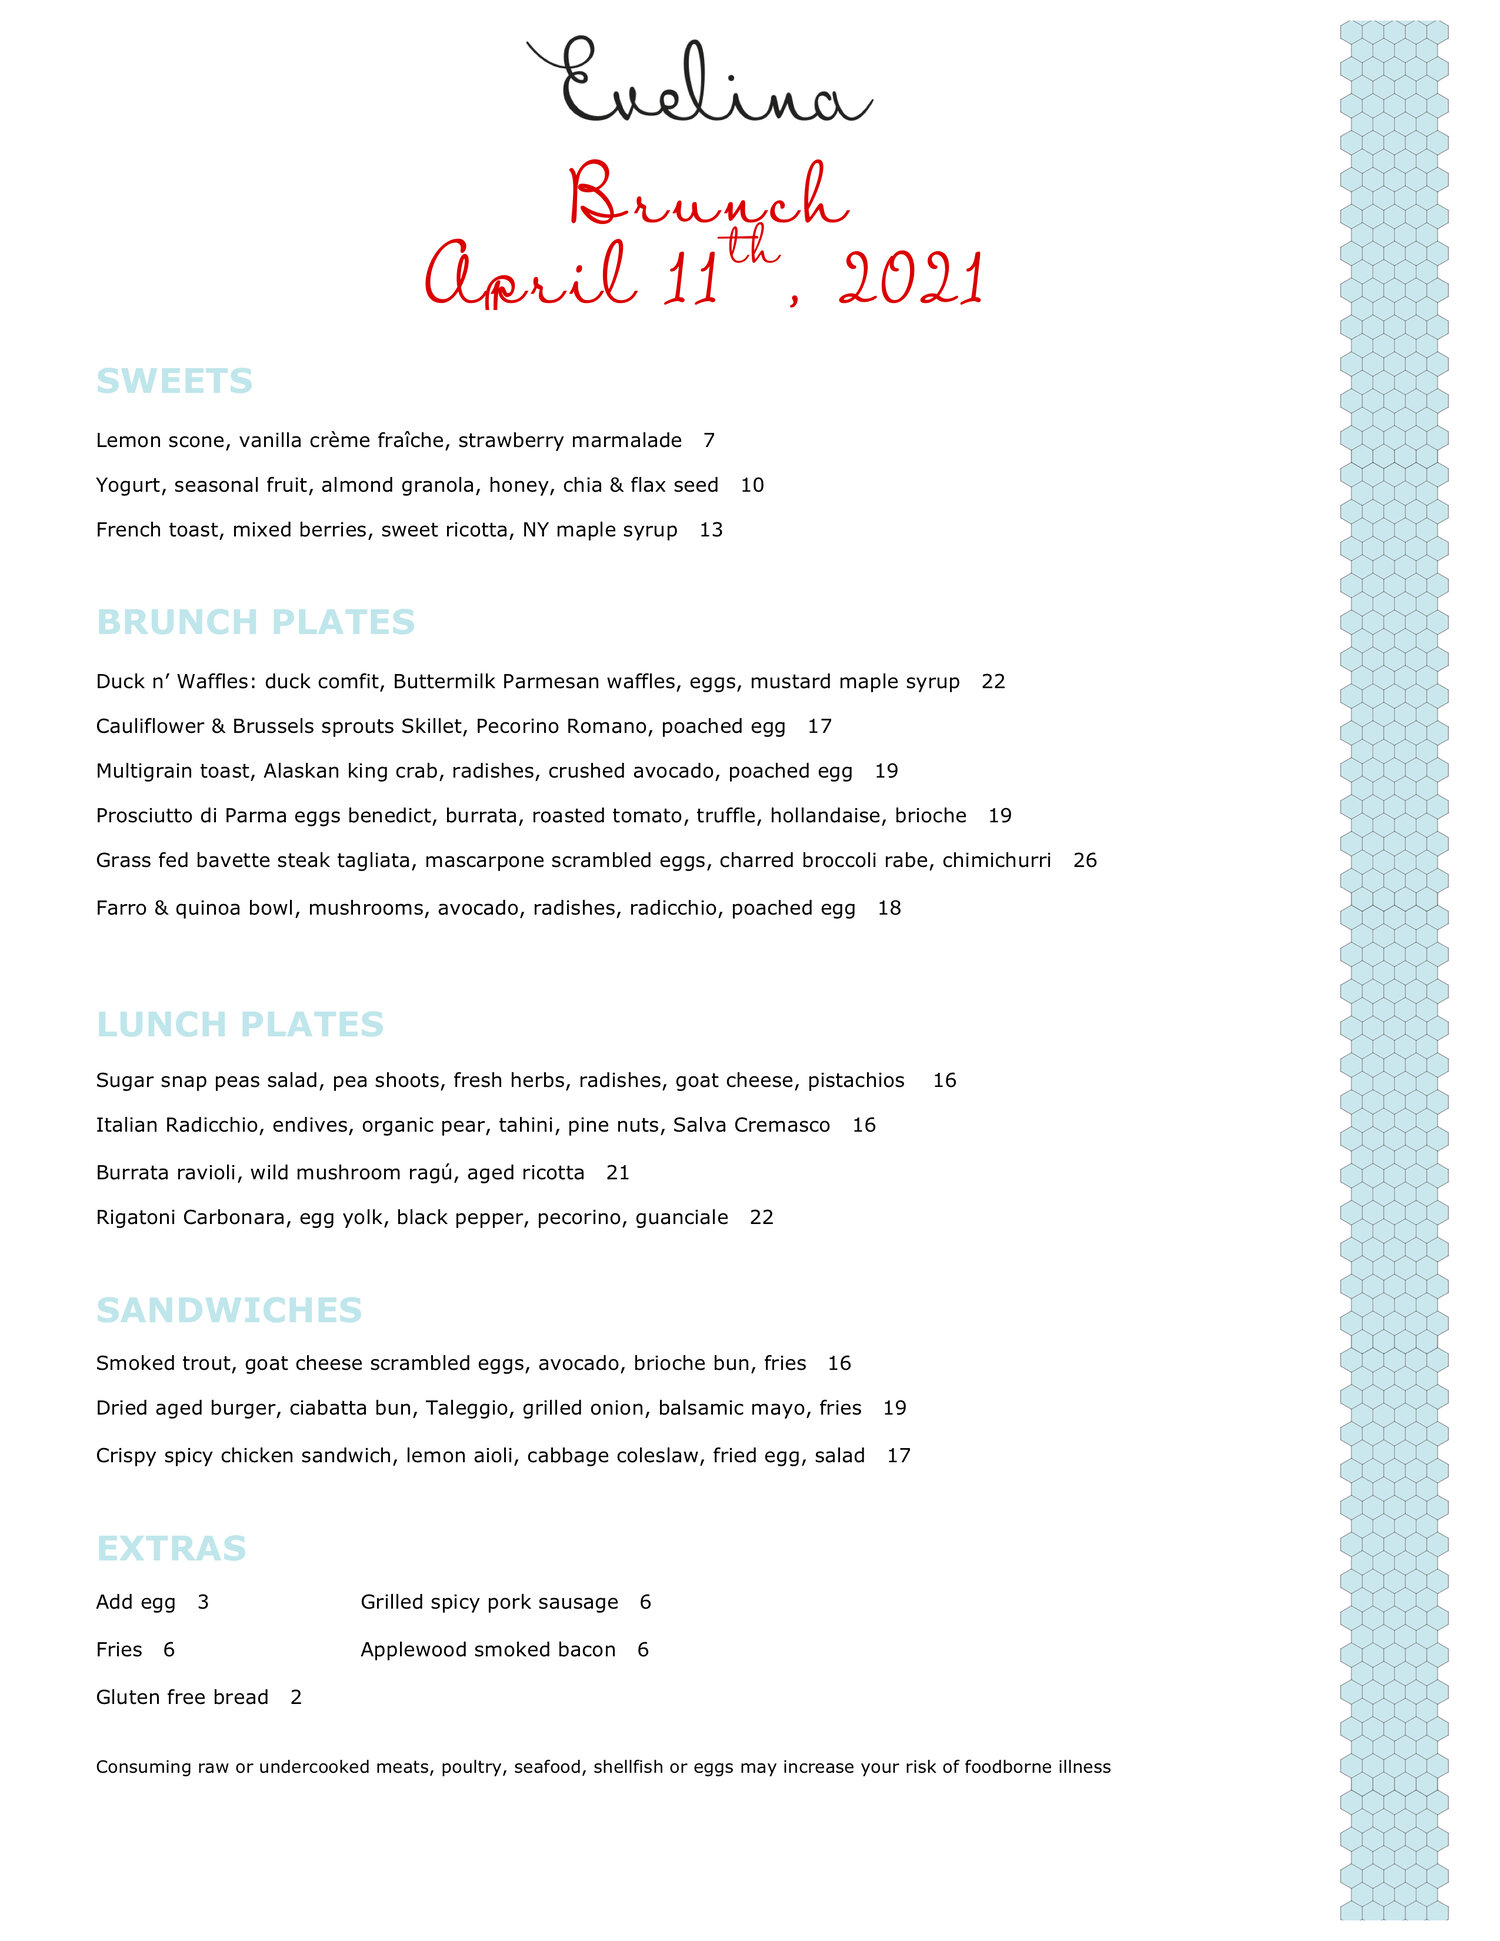 Evelina
Brunch
April 11th, 2021
SWEETS
Lemon scone, vanilla crème fraîche, strawberry marmalade 7
Yogurt, seasonal fruit, almond granola, honey, chia & flax seed 10
French toast, mixed berries, sweet ricotta, NY maple syrup 13
BRUNCH PLATES
Duck n’ Waffles: duck comfit, Buttermilk Parmesan waffles, eggs, mustard maple syrup 22
Cauliflower & Brussels sprouts Skillet, Pecorino Romano, poached egg 17
Multigrain toast, Alaskan king crab, radishes, crushed avocado, poached egg 19
Prosciutto di Parma eggs benedict, burrata, roasted tomato, truffle, hollandaise, brioche 19
Grass fed bavette steak tagliata, mascarpone scrambled eggs, charred broccoli rabe, chimichurri 26
Farro & quinoa bowl, mushrooms, avocado, radishes, radicchio, poached egg 18
LUNCH PLATES
Sugar snap peas salad, pea shoots, fresh herbs, radishes, goat cheese, pistachios 16
Italian Radicchio, endives, organic pear, tahini, pine nuts, Salva Cremasco 16
Burrata ravioli, wild mushroom ragú, aged ricotta 21
Rigatoni Carbonara, egg yolk, black pepper, pecorino, guanciale 22
SANDWICHES
Smoked trout, goat cheese scrambled eggs, avocado, brioche bun, fries 16
Dried aged burger, ciabatta bun, Taleggio, grilled onion, balsamic mayo, fries 19
Crispy spicy chicken sandwich, lemon aioli, cabbage coleslaw, fried egg, salad 17
EXTRAS
Add egg 3 Grilled spicy pork sausage 6
Fries 6 Applewood smoked bacon 6
Gluten free bread 2
Consuming raw or undercooked meats, poultry, seafood, shellfish or eggs may increase your risk of foodborne illness